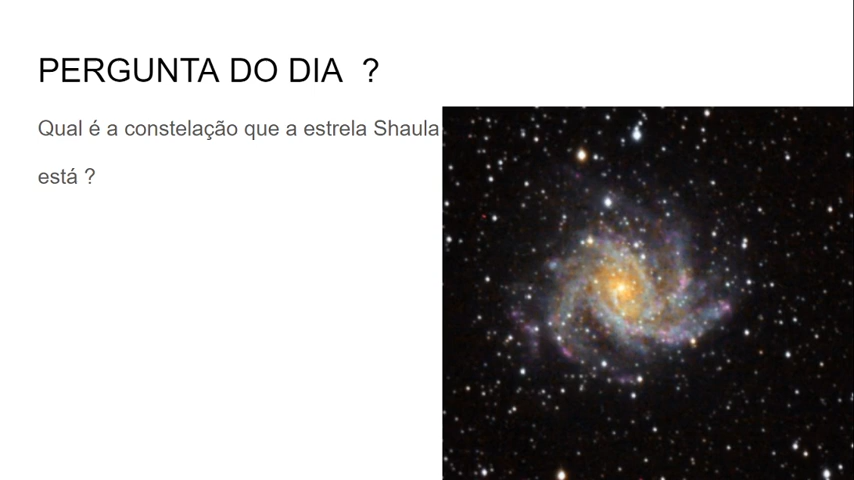 PERGUNTA DO DIA ?
Qual é a constelação que a estrela Shaula
está ?